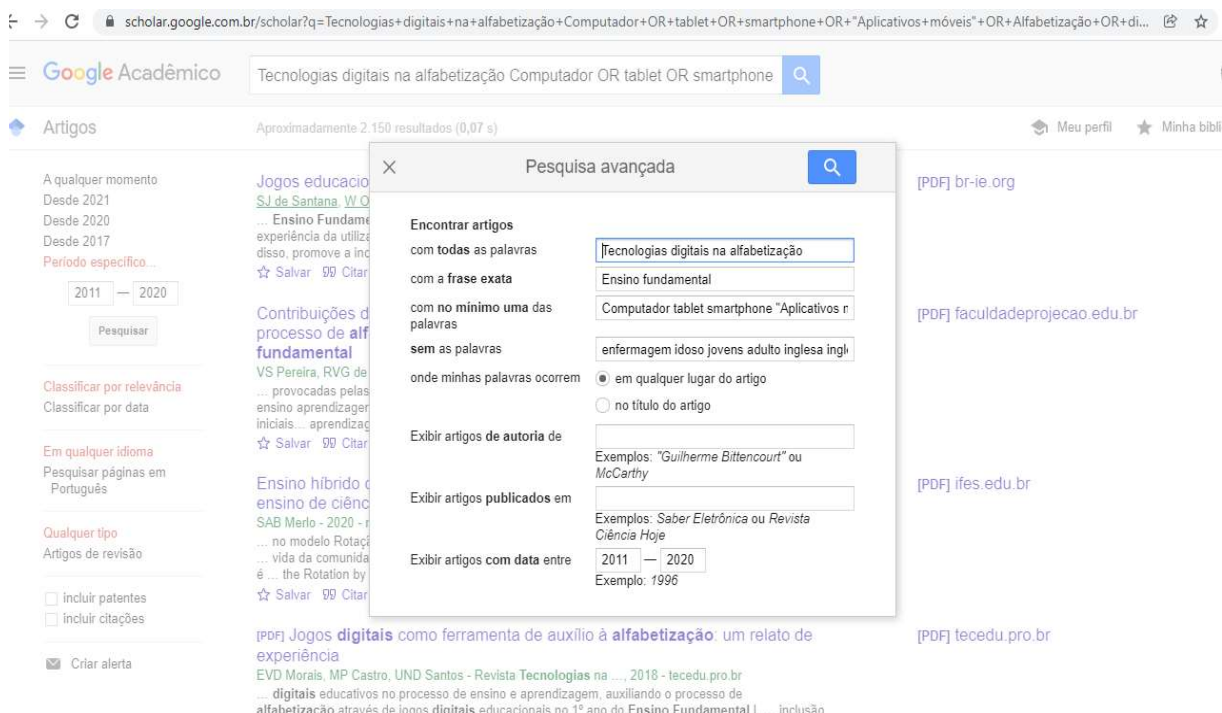 scholar.google.com.br/scholar?q=Tecnologias+digitais+na+alfabetização+Computador+OR+tablet+OR+smartphone+OR+"Aplicativos+móveis"+OR+Alfabetização+OR+di...
Google Acadêmico
Tecnologias digitais na alfabetização Computador OR tablet OR smartphone
Artigos
Aproximadamente 2.150 resultados (0,07 s)
Meu perfil
Minha bibli
A qualquer momento
Desde 2021
Desde 2020
Desde 2017
Período específico...
2011 — 2020
Pesquisar
Classificar por relevância
Classificar por data
Em qualquer idioma
Pesquisar páginas em
Português
Qualquer tipo
Artigos de revisão
incluir patentes
incluir citações
Criar alerta
Jogos educacio
SJ de Santana, W O
... Ensino Fundame
experiência da utiliza
disso, promove a inc
Salvar Citar
[PDF] br-ie.org
Contribuições d
processo de alf
fundamental
VS Pereira, RVG de
... provocadas pelas
ensino aprendizager
iniciais... aprendizag
Salvar Citar
[PDF] faculdadeprojecao.edu.br
Ensino híbrido
ensino de ciênc
SAB Merlo - 2020 - r
... no modelo Rotaç
... vida da comunida
é ... the Rotation by
Salvar Citar
[PDF] ifes.edu.br
[PDF] Jogos digitais como ferramenta de auxílio à alfabetização: um relato de
experiência
EVD Morais, MP Castro, UND Santos - Revista Tecnologias na ..., 2018 - tecedu.pro.br
... digitais educativos no processo de ensino e aprendizagem, auxiliando o processo de
alfabetização através de jogos digitais educacionais no 1º ano do Ensino Fundamental I ... inclusão
[PDF] tecedu.pro.br
Pesquisa avançada
Encontrar artigos
com todas as palavras
Tecnologias digitais na alfabetização
com a frase exata
Ensino fundamental
com no mínimo uma das
palavras
Computador tablet smartphone "Aplicativos n
sem as palavras
enfermagem idoso jovens adulto inglesa ingl
onde minhas palavras ocorrem
em qualquer lugar do artigo
no título do artigo
Exibir artigos de autoria de
Exemplos: "Guilherme Bittencourt" ou
McCarthy
Exibir artigos publicados em
Exemplos: Saber Eletrônica ou Revista
Ciência Hoje
Exibir artigos com data entre
2011 — 2020
Exemplo: 1996